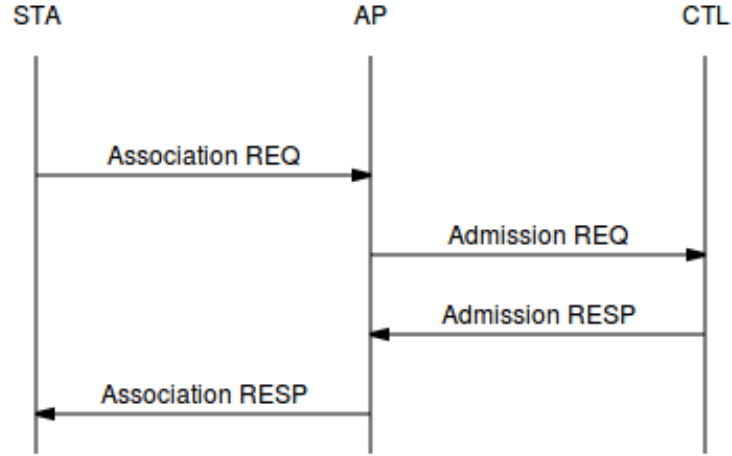 STA AP CTL
Association REQ
Admission REQ
Admission RESP
Association RESP